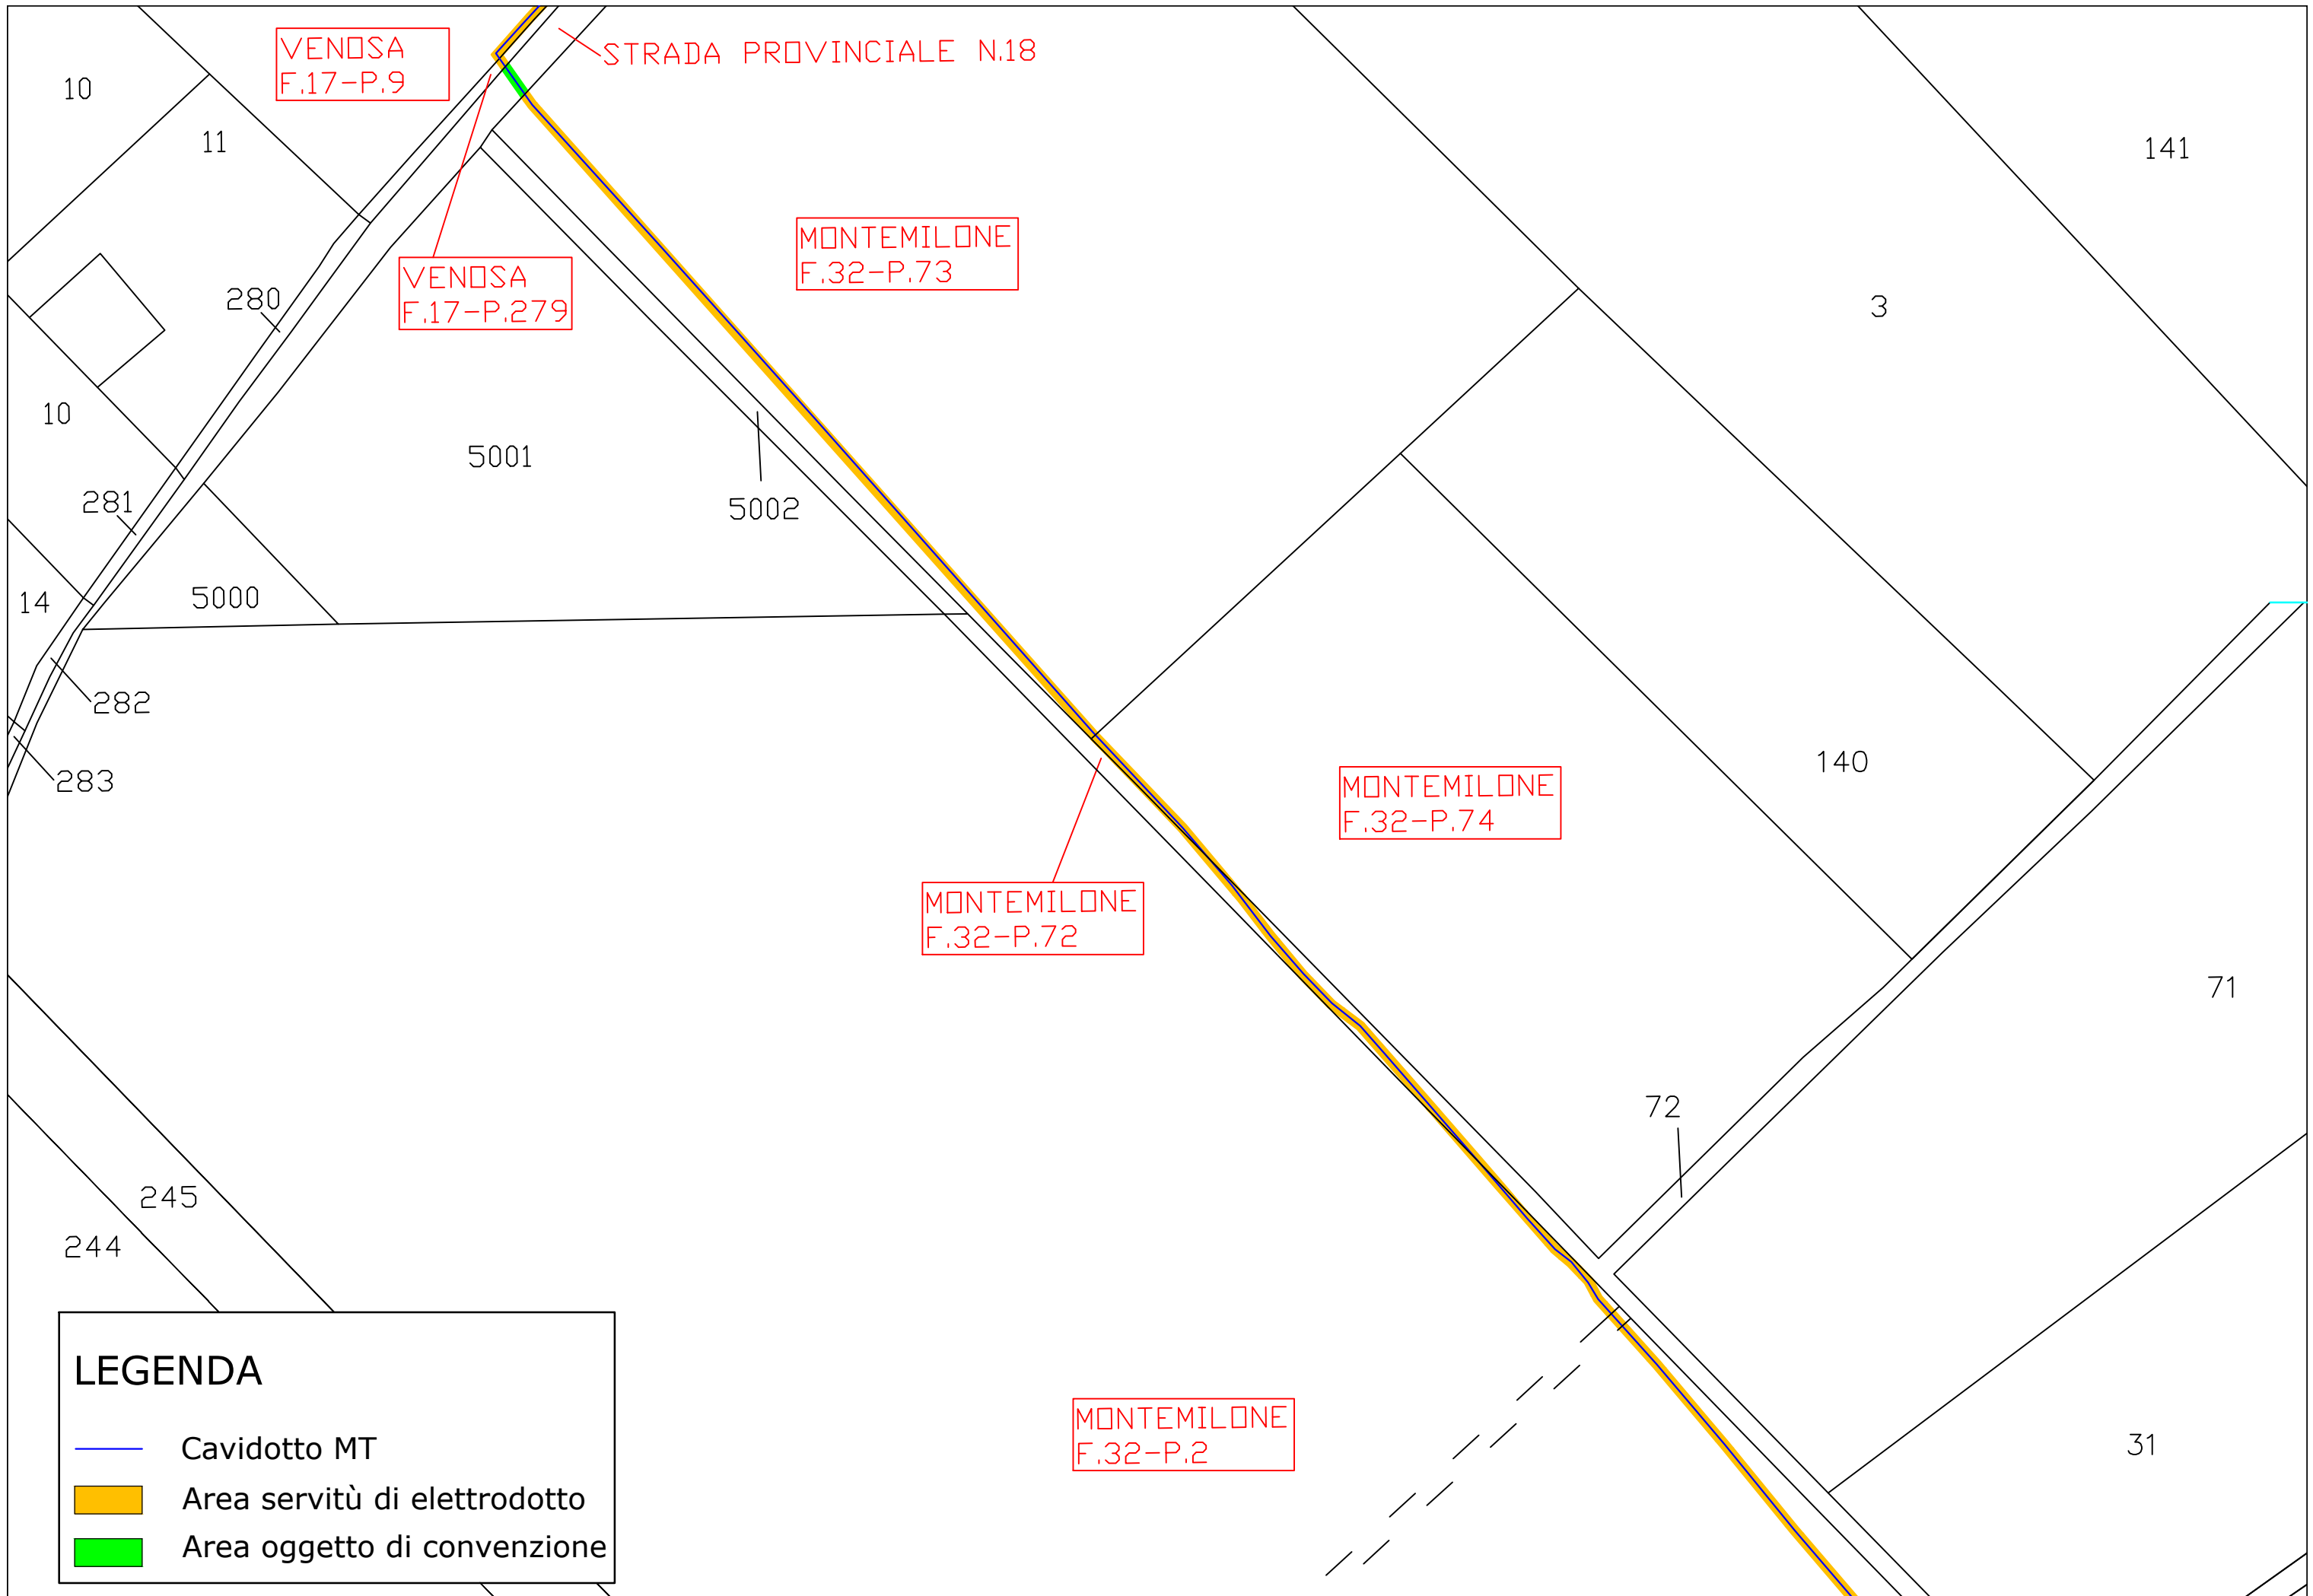 VENOSA
F.17-P.9
STRADA PROVINCIALE N.18
10
11
141
MONTEMILONE
F.32-P.73
VENOSA
F.17-P.279
280
3
10
5001
281
5002
5000
14
282
283
140
MONTEMILONE
F.32-P.74
MONTEMILONE
F.32-P.72
71
72
245
244
MONTEMILONE
F.32-P.2
31
LEGENDA
Cavidotto MT
Area servitù di elettrodotto
Area oggetto di convenzione